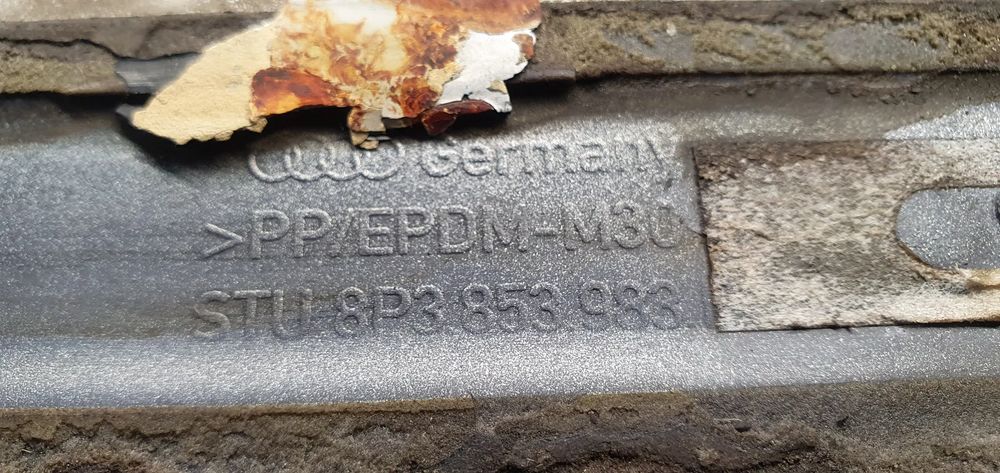 Germany
>PP/EPDM-M30
STU 8P3 853 983